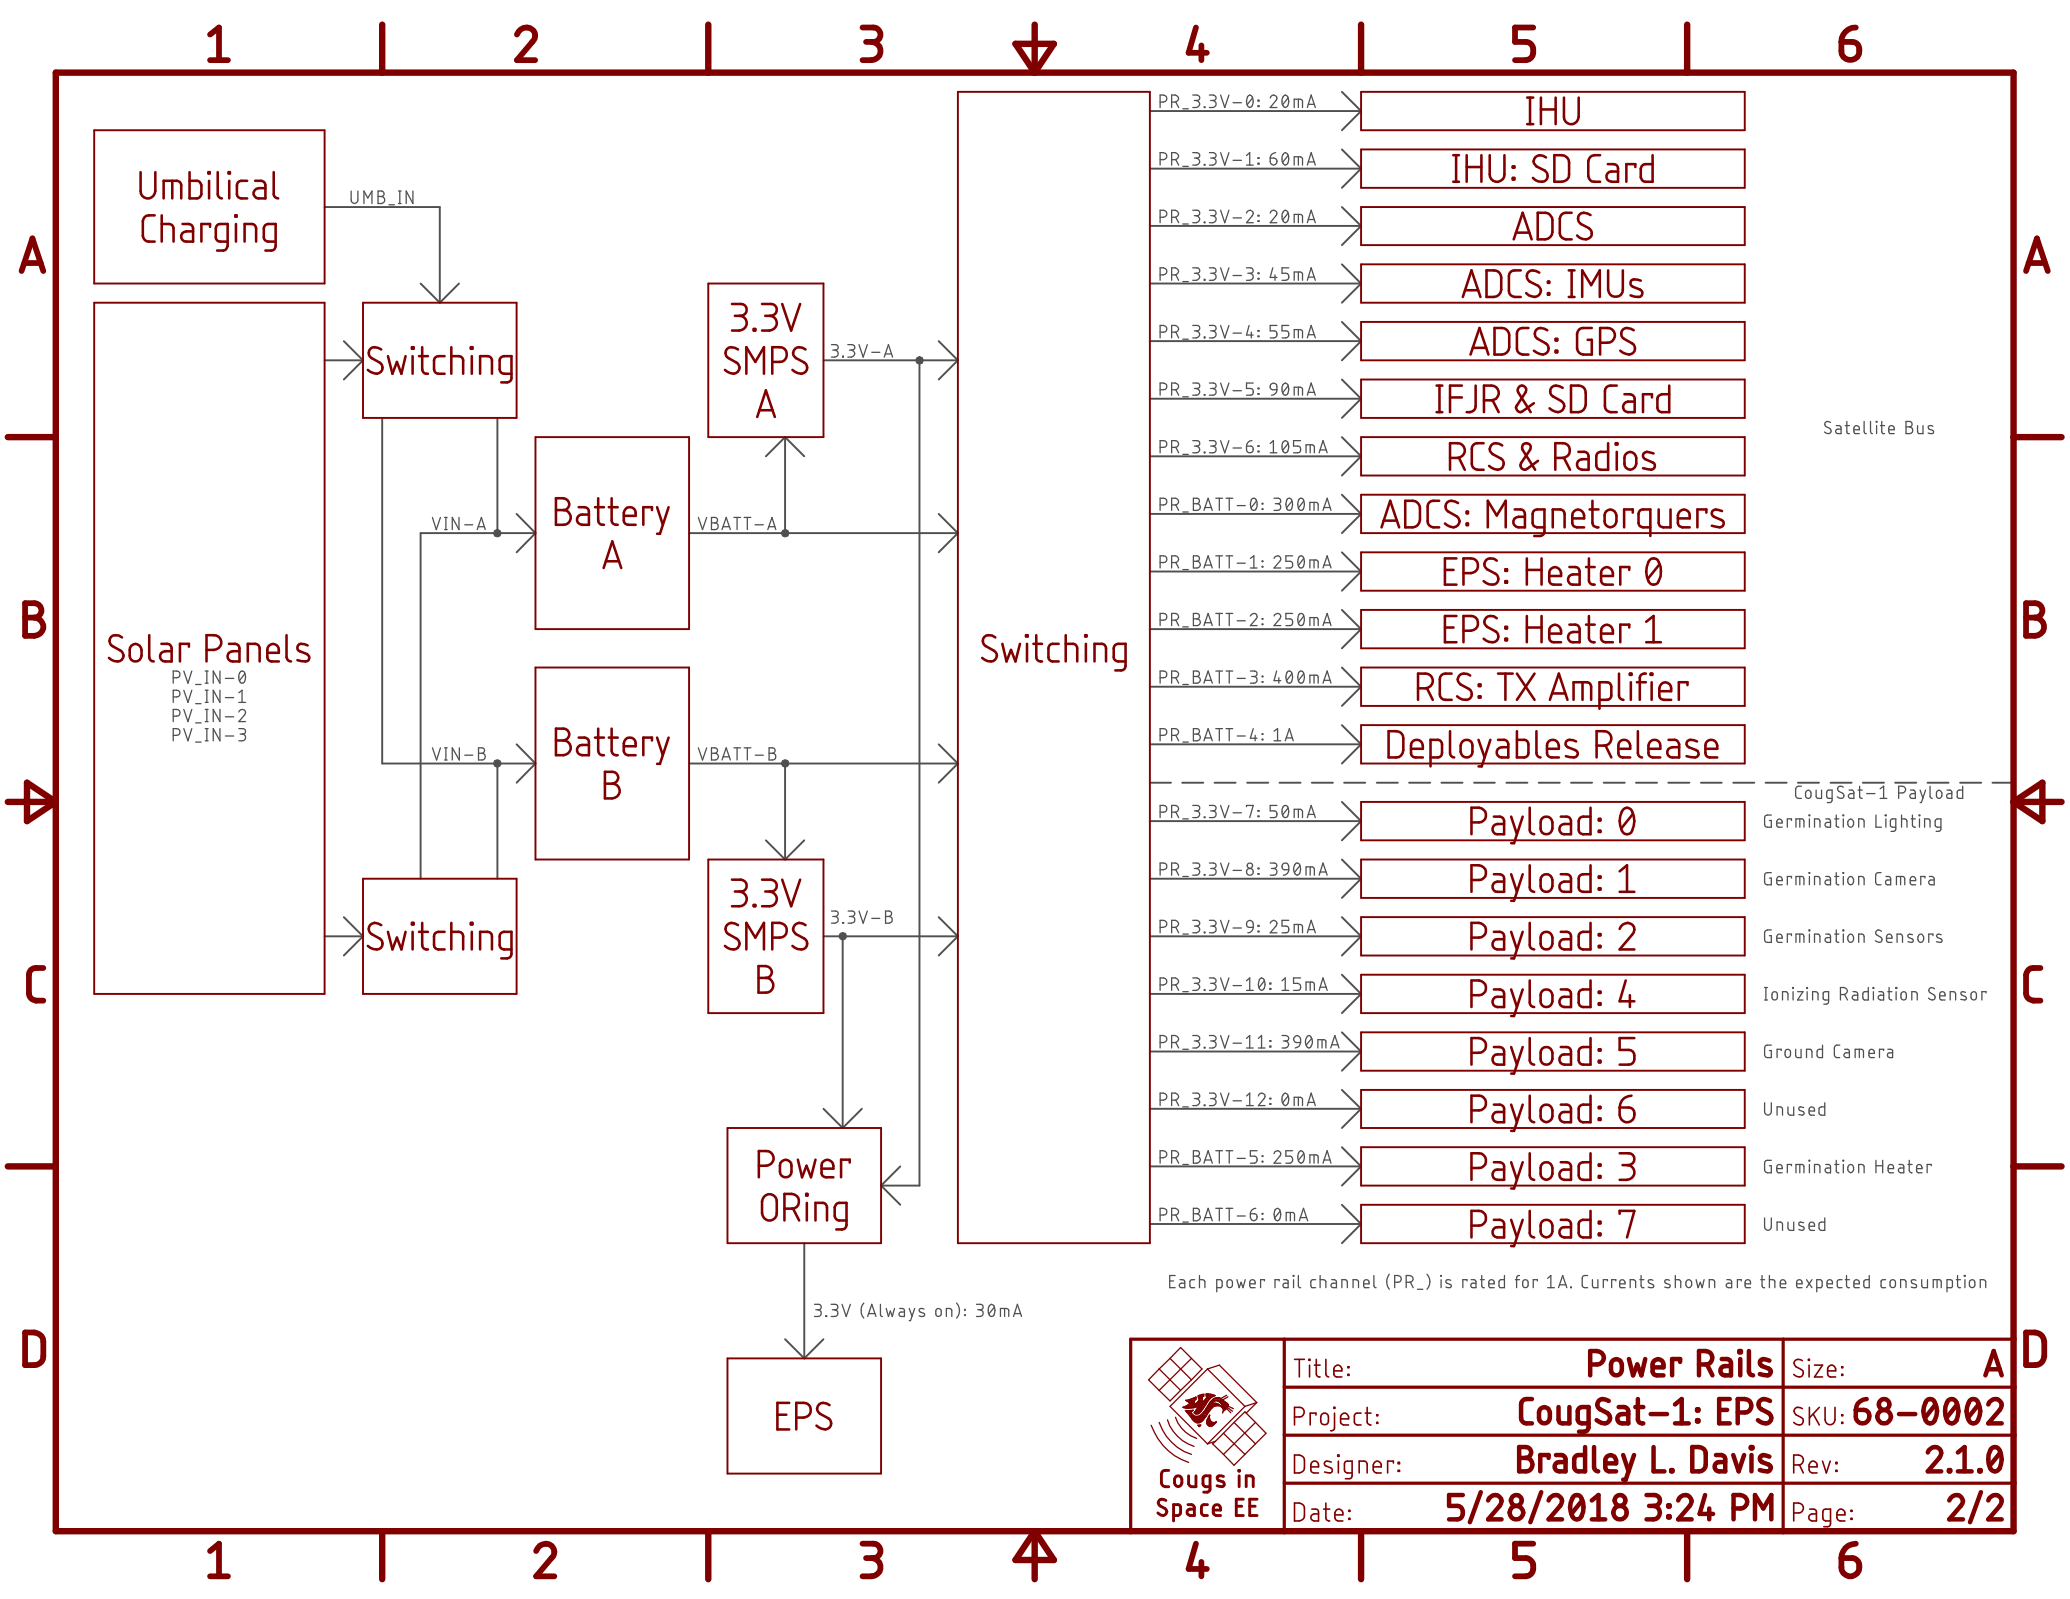 1 2 3 4 5 6
A
B
C
D
A
B
C
D
Umbilical
Charging
UMB_IN
Solar Panels
PV_IN-0
PV_IN-1
PV_IN-2
PV_IN-3
Switching
Switching
VIN-A
VIN-B
Battery
A
Battery
B
VBATT-A
VBATT-B
3.3V
SMPS
A
3.3V-A
3.3V
SMPS
B
3.3V-B
Power
ORing
3.3V (Always on): 30mA
EPS
Switching
PR_3.3V-0: 20mA IHU
PR_3.3V-1: 60mA IHU: SD Card
PR_3.3V-2: 20mA ADCS
PR_3.3V-3: 45mA ADCS: IMUs
PR_3.3V-4: 55mA ADCS: GPS
PR_3.3V-5: 90mA IFJR & SD Card
PR_3.3V-6: 105mA RCS & Radios
PR_BATT-0: 300mA ADCS: Magnetorquers
PR_BATT-1: 250mA EPS: Heater 0
PR_BATT-2: 250mA EPS: Heater 1
PR_BATT-3: 400mA RCS: TX Amplifier
PR_BATT-4: 1A Deployables Release
Satellite Bus
CougSat-1 Payload
PR_3.3V-7: 50mA Payload: 0 Germination Lighting
PR_3.3V-8: 390mA Payload: 1 Germination Camera
PR_3.3V-9: 25mA Payload: 2 Germination Sensors
PR_3.3V-10: 15mA Payload: 4 Ionizing Radiation Sensor
PR_3.3V-11: 390mA Payload: 5 Ground Camera
PR_3.3V-12: 0mA Payload: 6 Unused
PR_BATT-5: 250mA Payload: 3 Germination Heater
PR_BATT-6: 0mA Payload: 7 Unused
Each power rail channel (PR_) is rated for 1A. Currents shown are the expected consumption
Cougs in
Space EE
Title: Power Rails Size: A
Project: CougSat-1: EPS SKU: 68-0002
Designer: Bradley L. Davis Rev: 2.1.0
Date: 5/28/2018 3:24 PM Page: 2/2
1 2 3 4 5 6